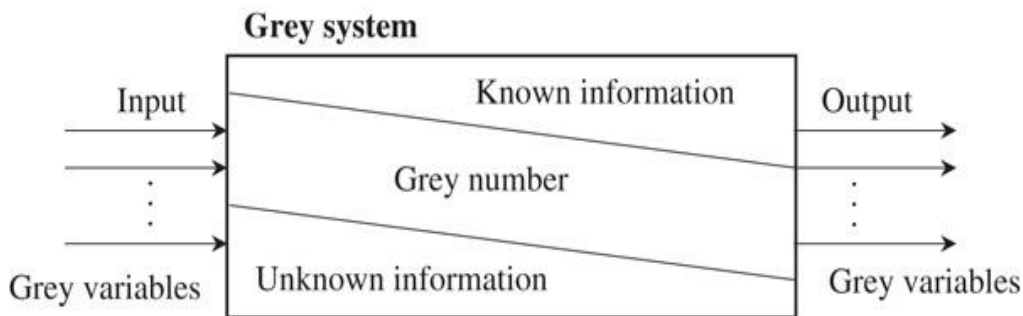 Grey system
Input
Known information
Output
Grey number
Unknown information
Grey variables
Grey variables